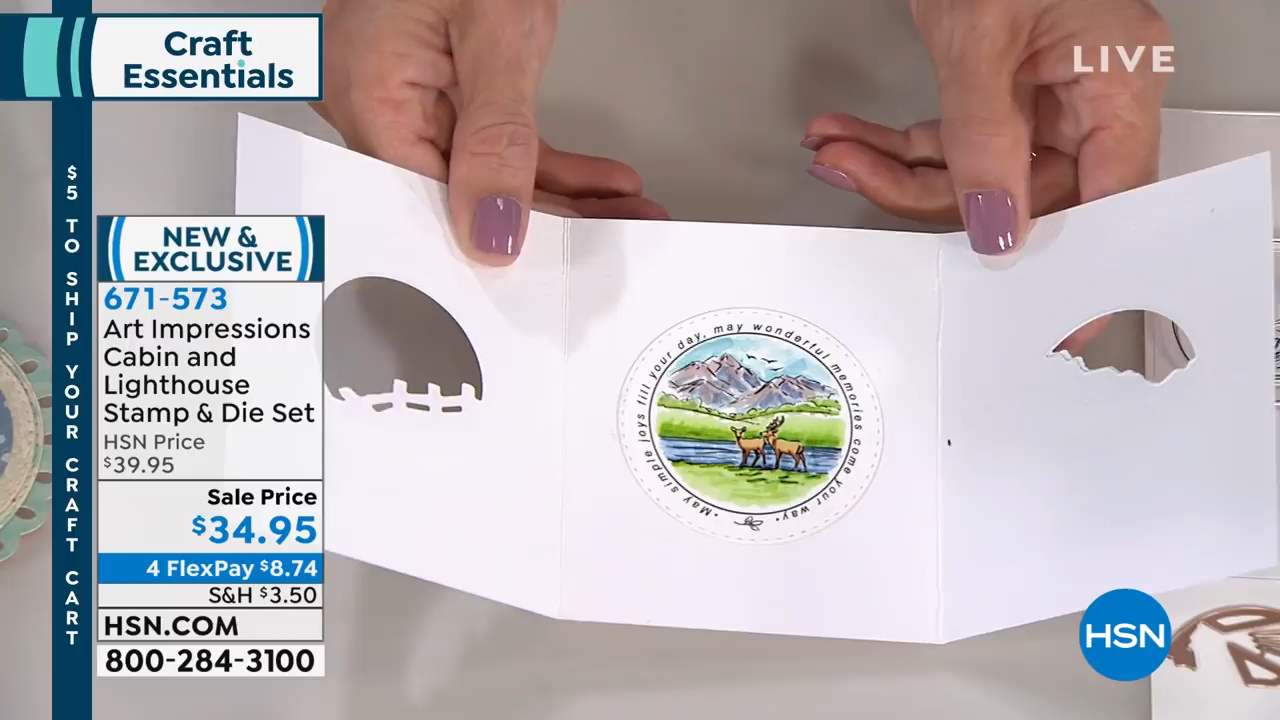 Craft
Essentials
LIVE
$5 TO SHIP YOUR CRAFT CART
NEW &
EXCLUSIVE
671-573
Art Impressions
Cabin and
Lighthouse
Stamp & Die Set
HSN Price
$39.95
Sale Price
$34.95
4 FlexPay $8.74
S&H $3.50
HSN.COM
800-284-3100
•May simple joys fill your day, may wonderful memories come your way.•
HSN